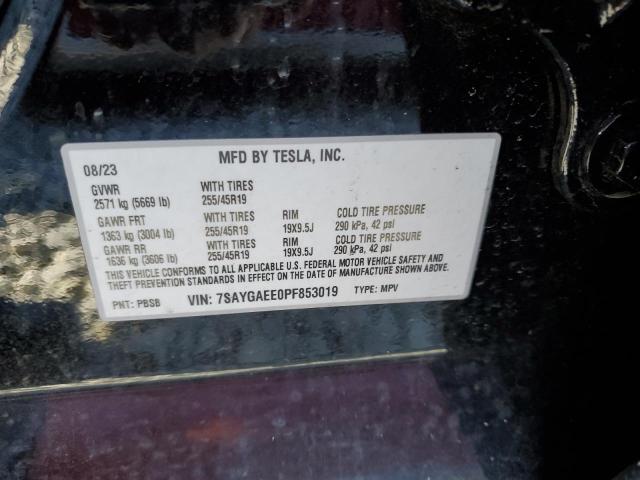 08/23 MFD BY TESLA, INC.
GVWR WITH TIRES
2571 kg (5669 lb) 255/45R19
GAWR FRT WITH TIRES RIM COLD TIRE PRESSURE
1363 kg (3004 lb) 255/45R19 19X9.5J 290 kPa, 42 psi
GAWR RR WITH TIRES RIM COLD TIRE PRESSURE
1636 kg (3606 lb) 255/45R19 19X9.5J 290 kPa, 42 psi
THIS VEHICLE CONFORMS TO ALL APPLICABLE U.S. FEDERAL MOTOR VEHICLE SAFETY AND
THEFT PREVENTION STANDARDS IN EFFECT ON THE DATE OF MANUFACTURE SHOWN ABOVE.
PNT: PBSB VIN: 7SAYGAEE0PF853019 TYPE: MPV